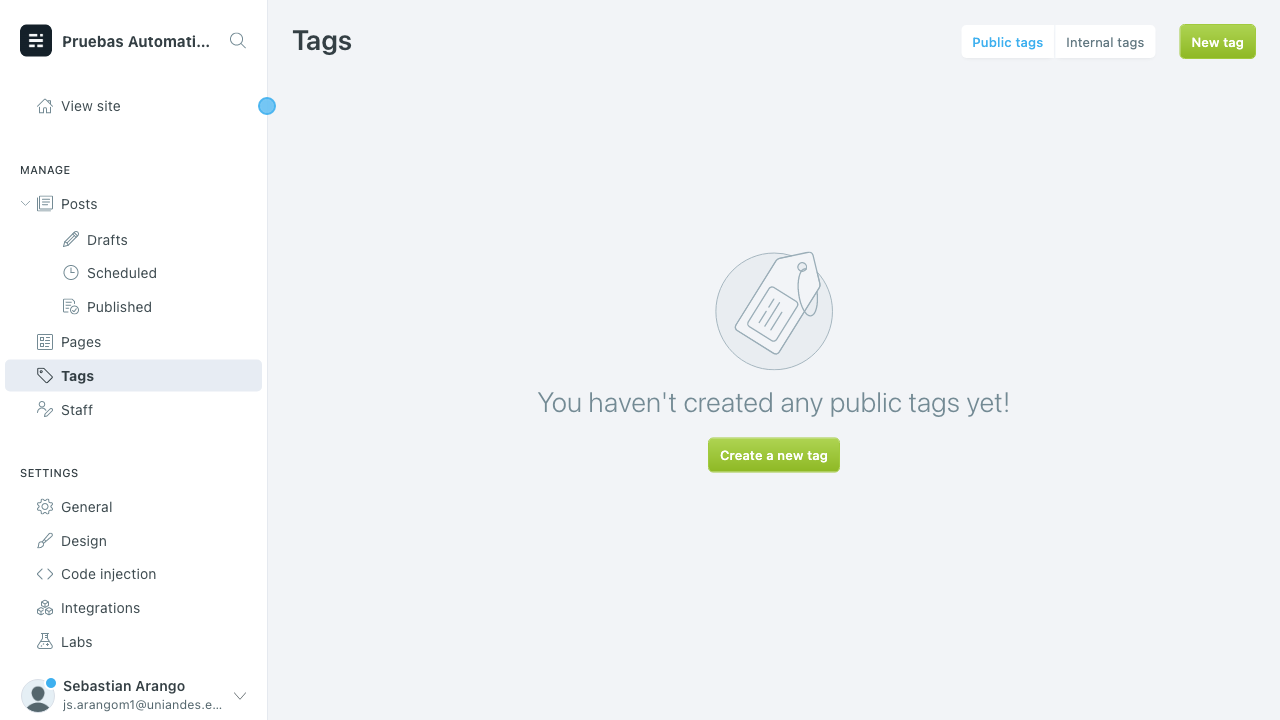 Pruebas Automati...
View site
MANAGE
Posts
Drafts
Scheduled
Published
Pages
Tags
Staff
SETTINGS
General
Design
Code injection
Integrations
Labs
Sebastian Arango
js.arangom1@uniandes.e...
Tags
Public tags
Internal tags
New tag
You haven't created any public tags yet!
Create a new tag